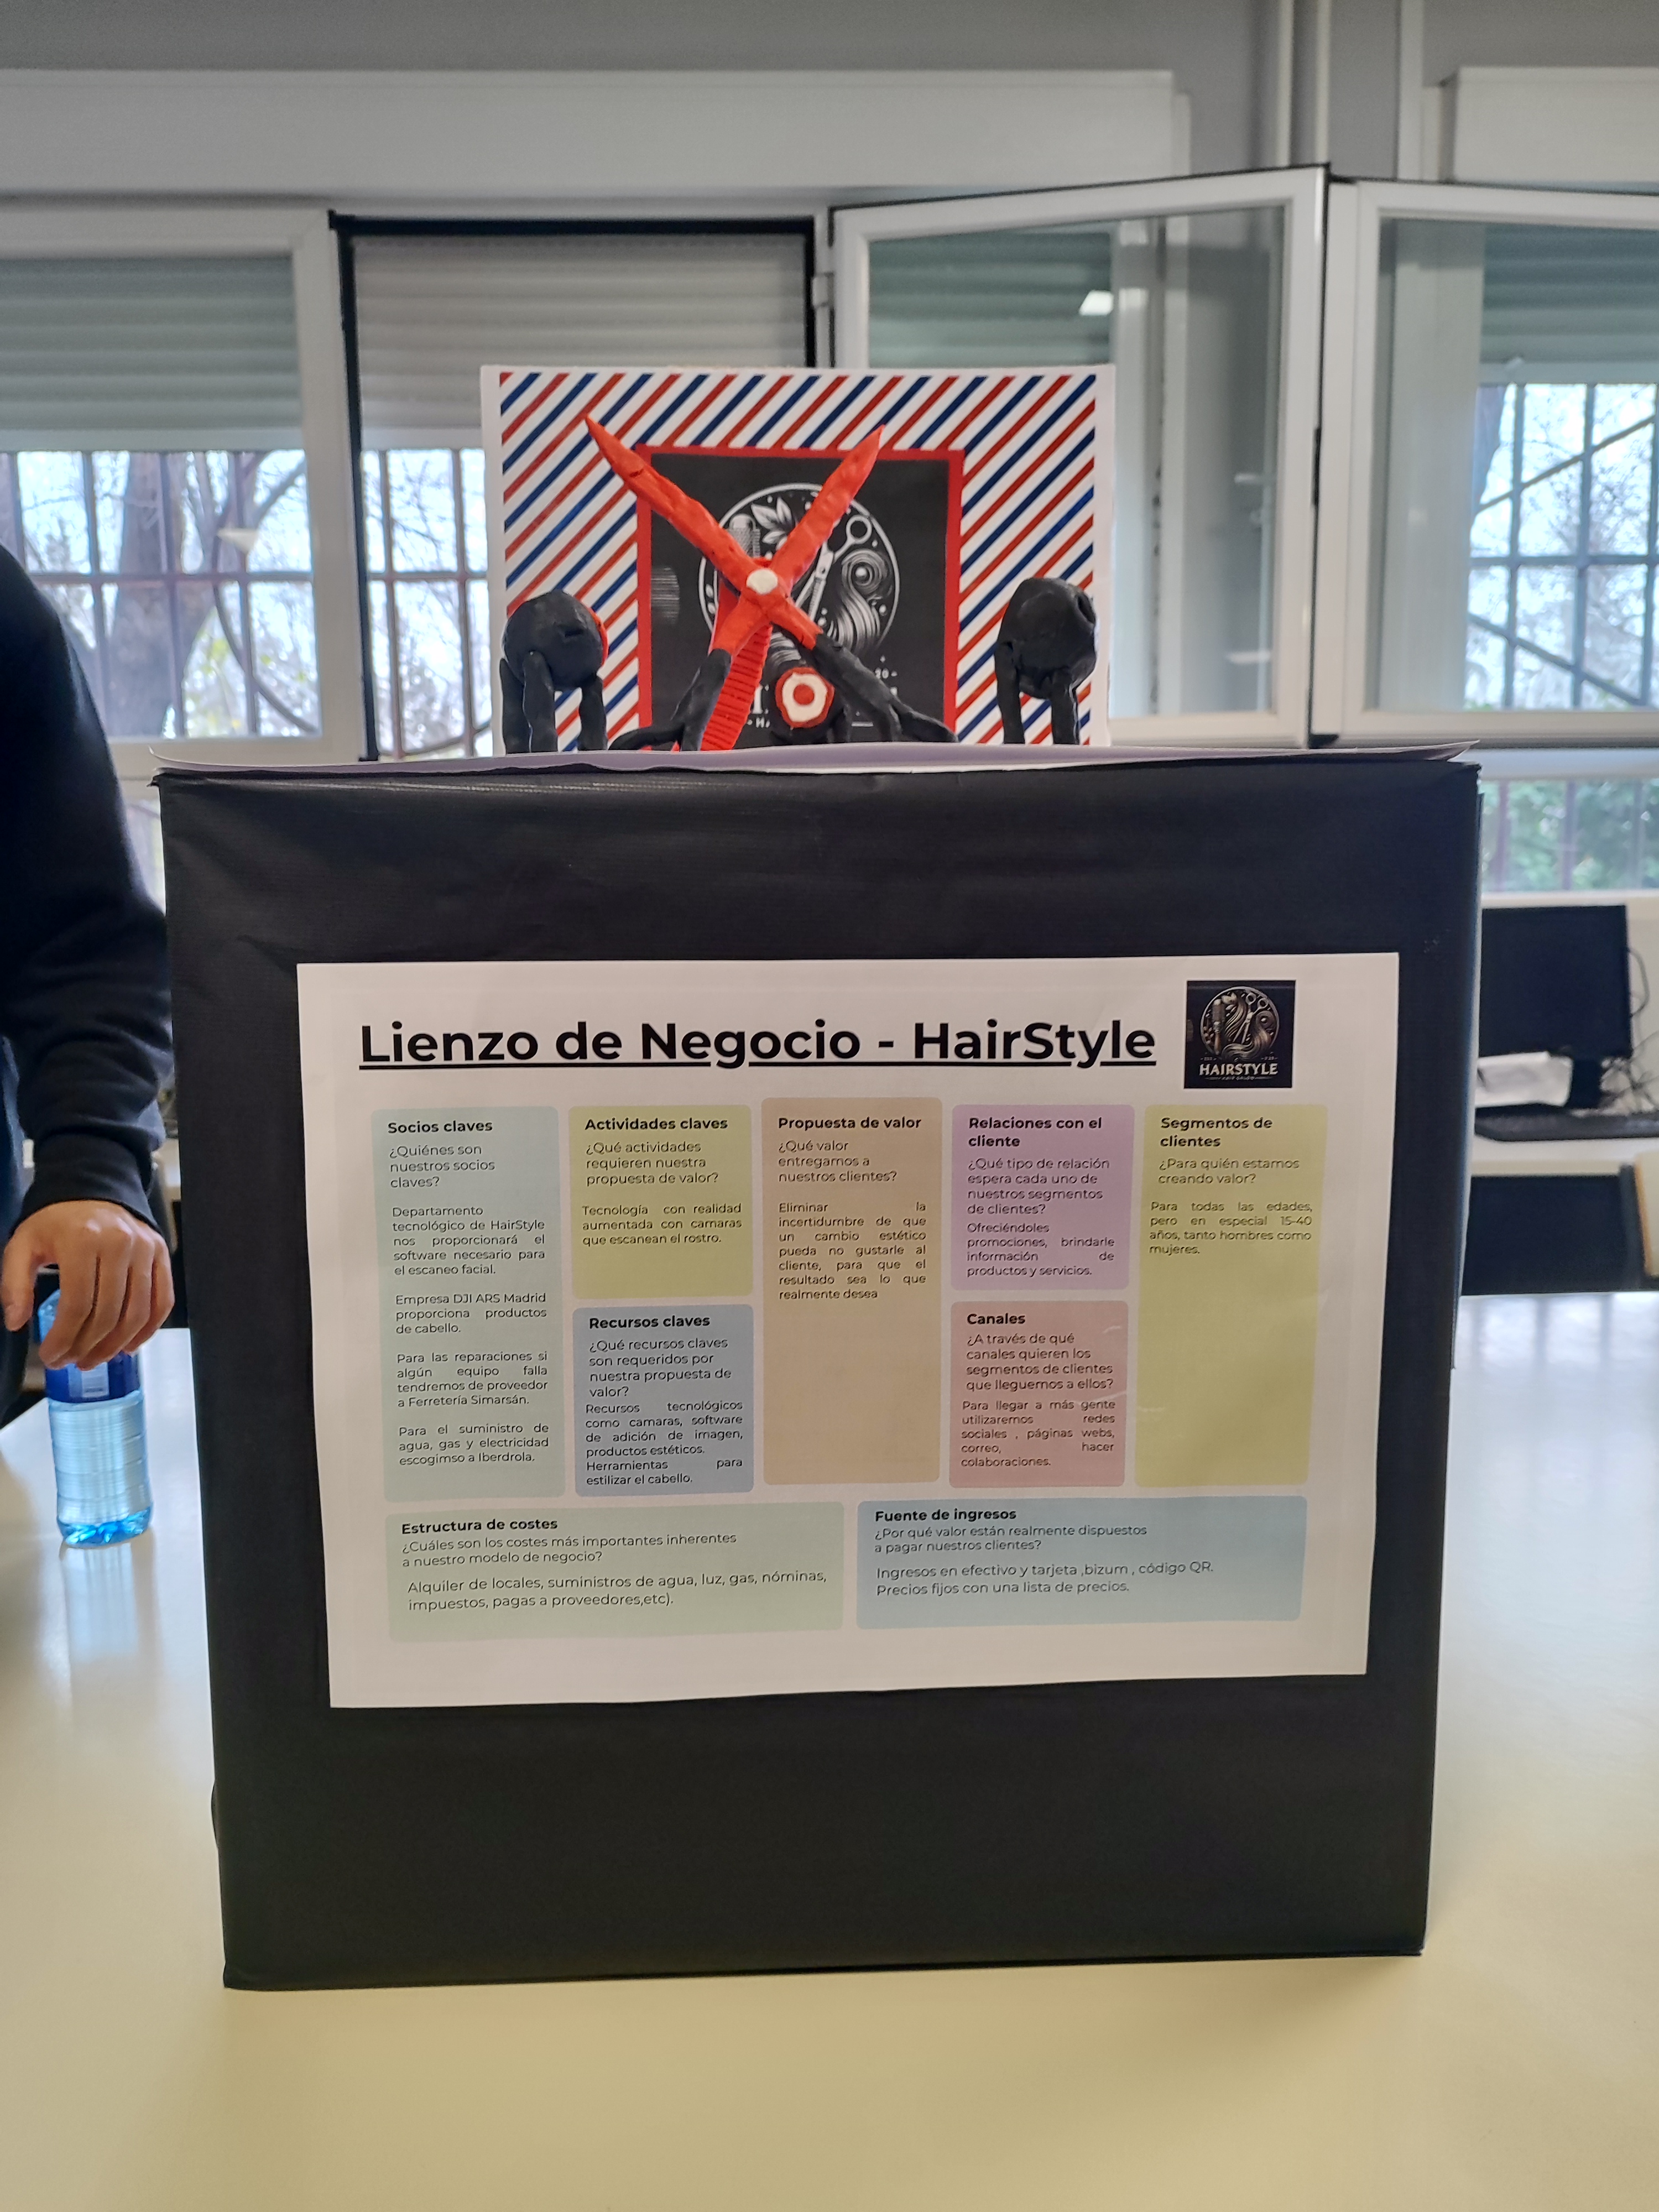 Lienzo de Negocio - HairStyle
HAIRSTYLE
Socios claves
¿Quiénes son
nuestros socios
claves?
Departamento
tecnológico de HairStyle
nos proporcionará el
software necesario para
el escaneo facial.
Empresa DJI ARS Madrid
proporciona productos
de cabello.
Para las reparaciones si
algún equipo falla
tendremos de proveedor
a Ferretería Simarsán.
Para el suministro de
agua, gas y electricidad
escogimso a Iberdrola.
Actividades claves
¿Qué actividades
requieren nuestra
propuesta de valor?
Tecnología con realidad
aumentada con camaras
que escanean el rostro.
Recursos claves
¿Qué recursos claves
son requeridos por
nuestra propuesta de
valor?
Recursos tecnológicos
como camaras, software
de adición de imagen,
productos estéticos.
Herramientas para
estilizar el cabello.
Propuesta de valor
¿Qué valor
entregamos a
nuestros clientes?
Eliminar la
incertidumbre de que
un cambio estético
pueda no gustarle al
cliente, para que el
resultado sea lo que
realmente desea
Relaciones con el
cliente
¿Qué tipo de relación
espera cada uno de
nuestros segmentos
de clientes?
Ofreciéndoles
promociones, brindarle
información de
productos y servicios.
Canales
¿A través de qué
canales quieren los
segmentos de clientes
que lleguemos a ellos?
Para llegar a más gente
utilizaremos redes
sociales , páginas webs,
correo, hacer
colaboraciones.
Segmentos de
clientes
¿Para quién estamos
creando valor?
Para todas las edades,
pero en especial 15-40
años, tanto hombres como
mujeres.
Estructura de costes
¿Cuáles son los costes más importantes inherentes
a nuestro modelo de negocio?
Alquiler de locales, suministros de agua, luz, gas, nóminas,
impuestos, pagas a proveedores,etc).
Fuente de ingresos
¿Por qué valor están realmente dispuestos
a pagar nuestros clientes?
Ingresos en efectivo y tarjeta ,bizum , código QR.
Precios fijos con una lista de precios.